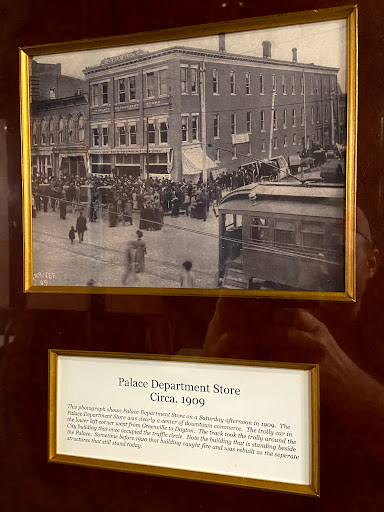 Palace Department Store
Circa. 1909
This photograph shows Palace Department Store on a Saturday afternoon in 1909. The
Palace Department Store was clearly a center of downtown commerce. The trolly car in
the lower left corner went from Greenville to Dayton. The track took the trolly around the
City building that once occupied the traffic circle. Note the building that is standing beside
the Palace. Sometime before 1920 that building caught fire and was rebuilt as the seperate
structures that still stand today.